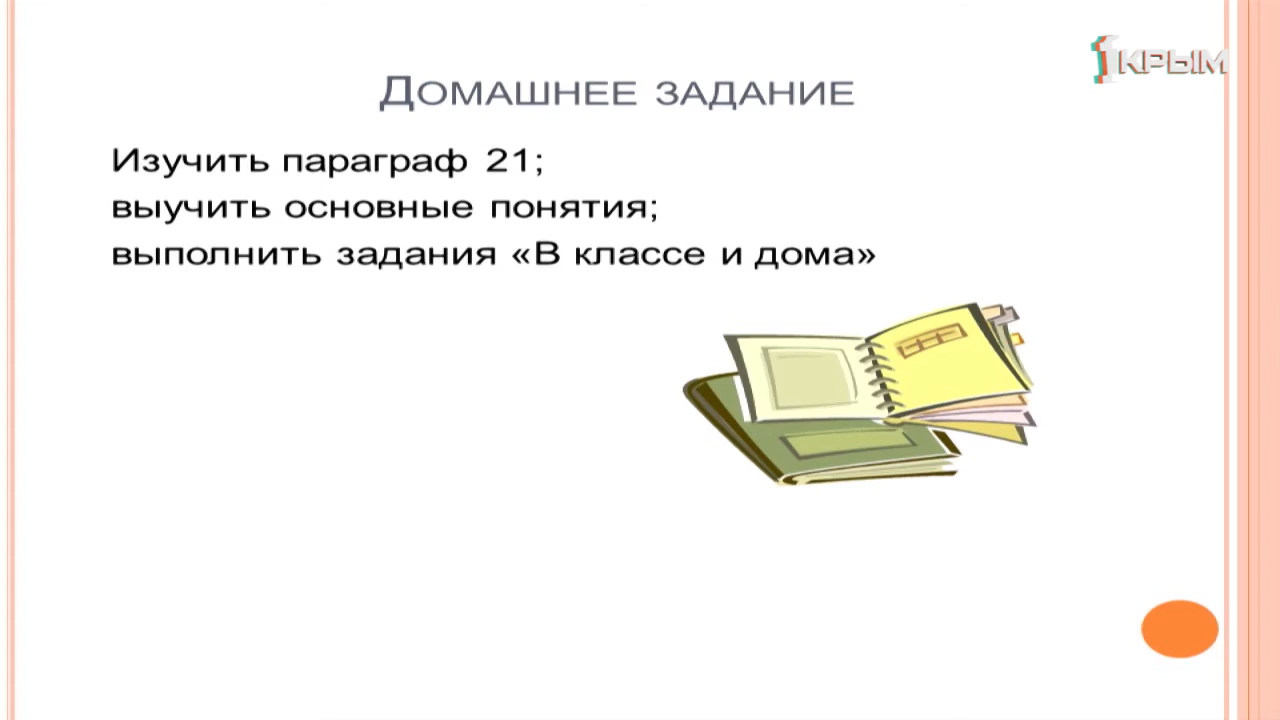 1 КРЫМ
ДОМАШНЕЕ ЗАДАНИЕ
Изучить параграф 21;
выучить основные понятия;
выполнить задания «В классе и дома»